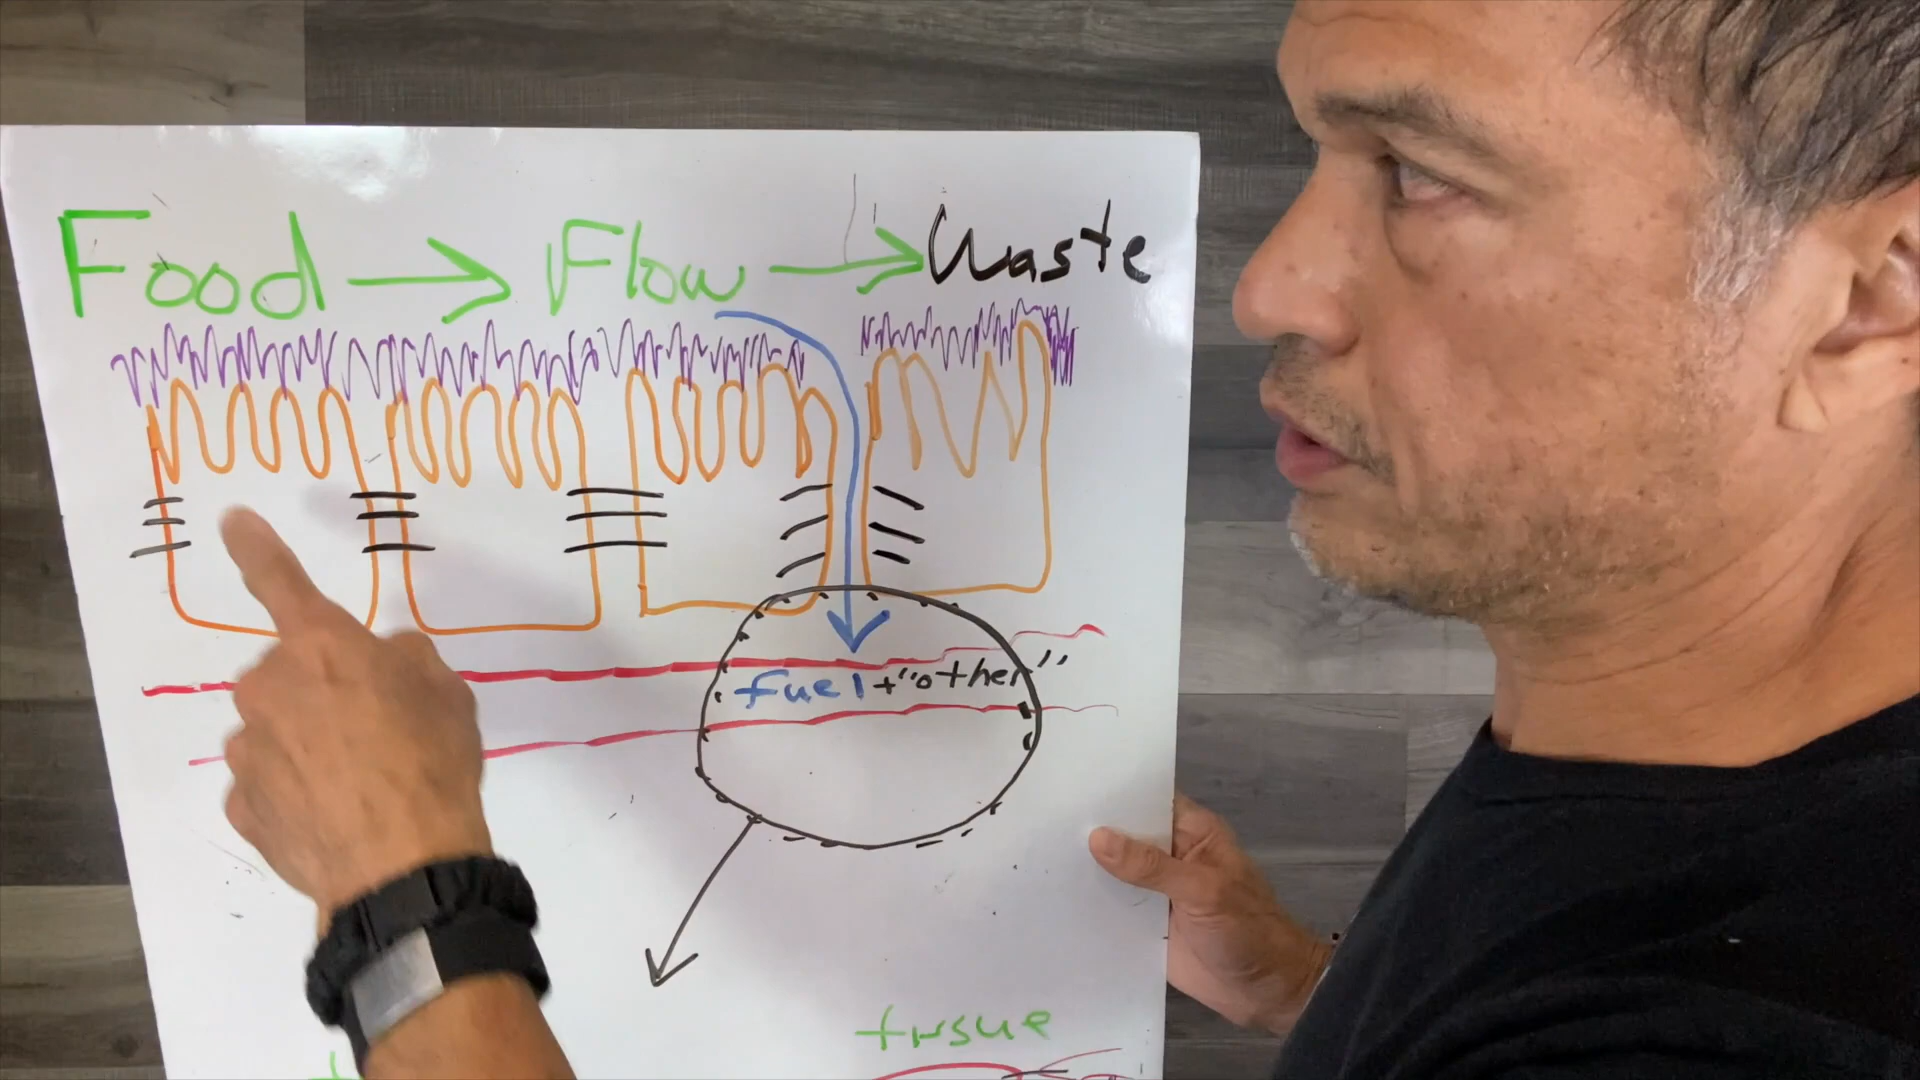 Food → Flow → Waste
fuel + "other"
tissue